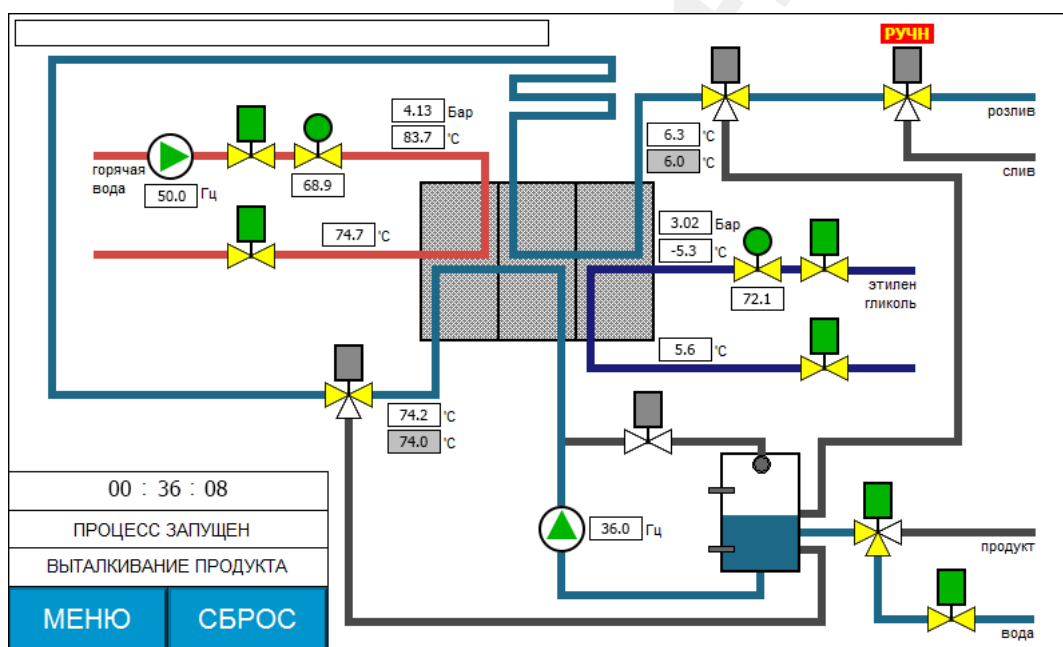 РУЧН
4.13 Бар
83.7 °C
розлив
6.3 °C
6.0 °C
слив
горячая
вода
50.0 Гц
68.9
74.7 °C
3.02 Бар
-5.3 °C
72.1
этилен
гликоль
5.6 °C
74.2 °C
74.0 °C
00 : 36 : 08
ПРОЦЕСС ЗАПУЩЕН
ВЫТАЛКИВАНИЕ ПРОДУКТА
36.0 Гц
продукт
МЕНЮ
СБРОС
вода